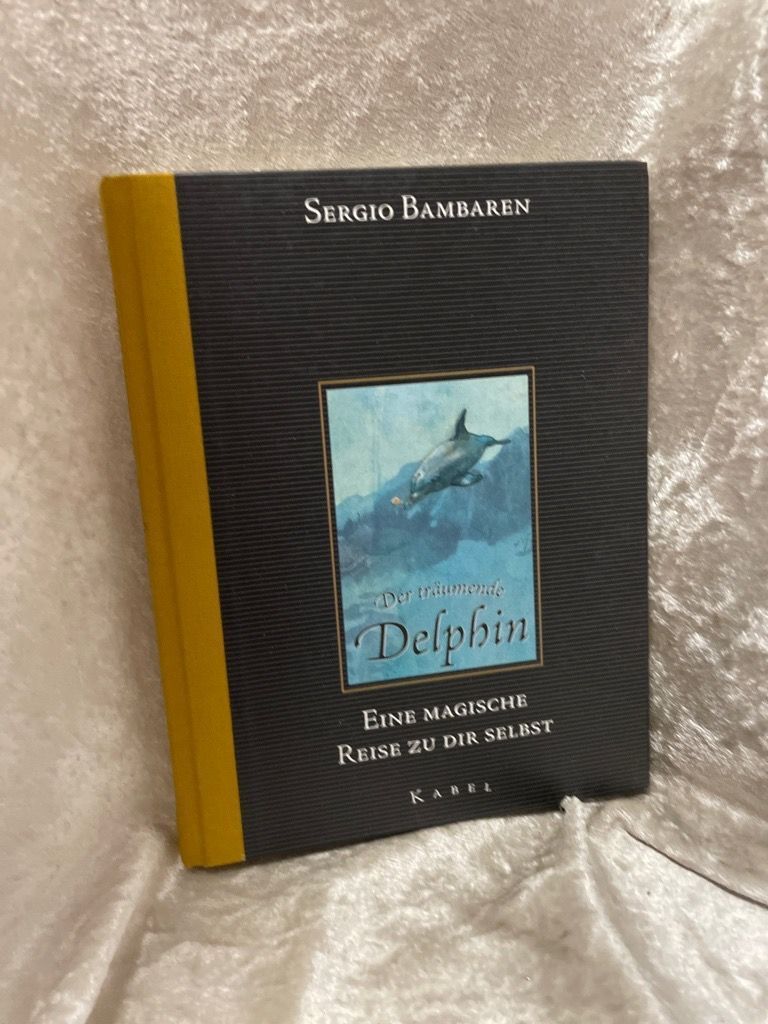 Sergio Bambaren
Der träumende
Delphin
Eine magische
Reise zu dir selbst
Kabel